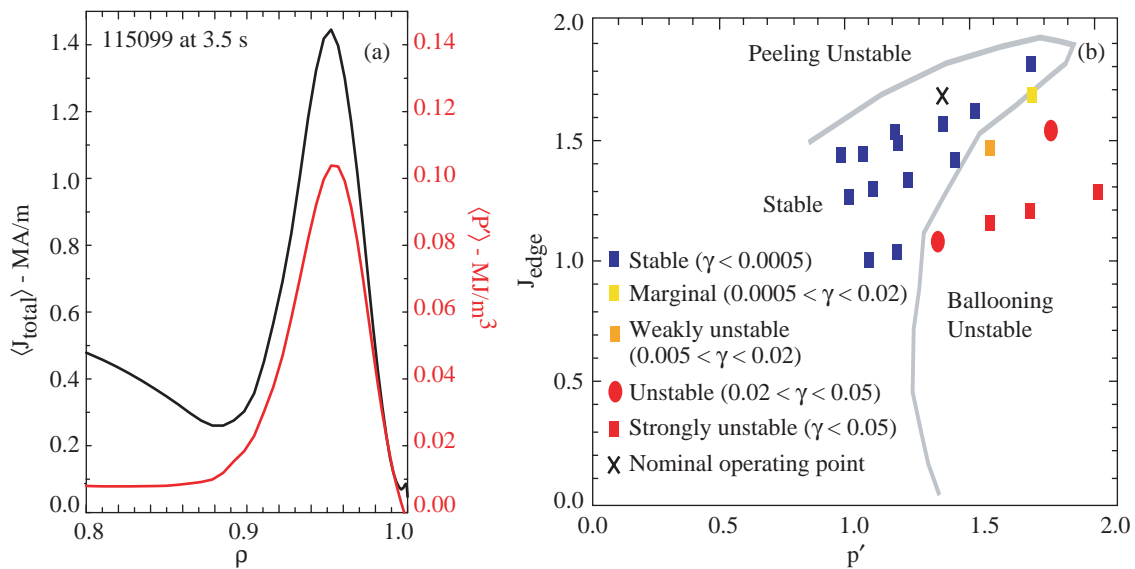 115099 at 3.5 s
(a)
1.4
1.2
1.0
0.8
0.6
0.4
0.2
0.0
⟨J_total⟩ - MA/m
0.14
0.12
0.10
0.08
0.06
0.04
0.02
0.00
⟨P′⟩ - MJ/m³
0.8
0.9
1.0
ρ
2.0
1.5
1.0
0.5
0.0
J_edge
Peeling Unstable
(b)
Stable
Ballooning
Unstable
Stable (γ < 0.0005)
Marginal (0.0005 < γ < 0.02)
Weakly unstable
(0.005 < γ < 0.02)
Unstable (0.02 < γ < 0.05)
Strongly unstable (γ < 0.05)
Nominal operating point
0.0
0.5
1.0
1.5
2.0
p′